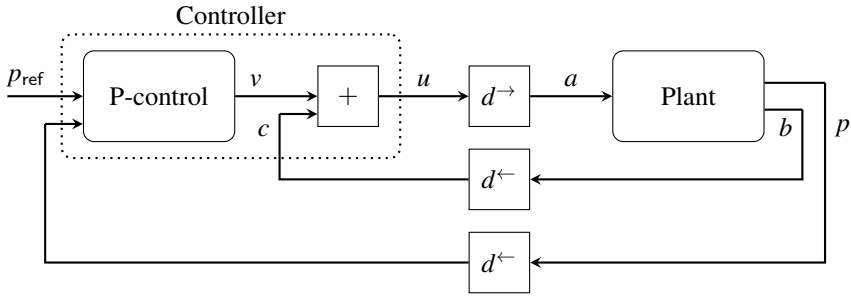 Controller
p_ref
P-control
v
+
u
d→
a
Plant
c
b
p
d←
d←